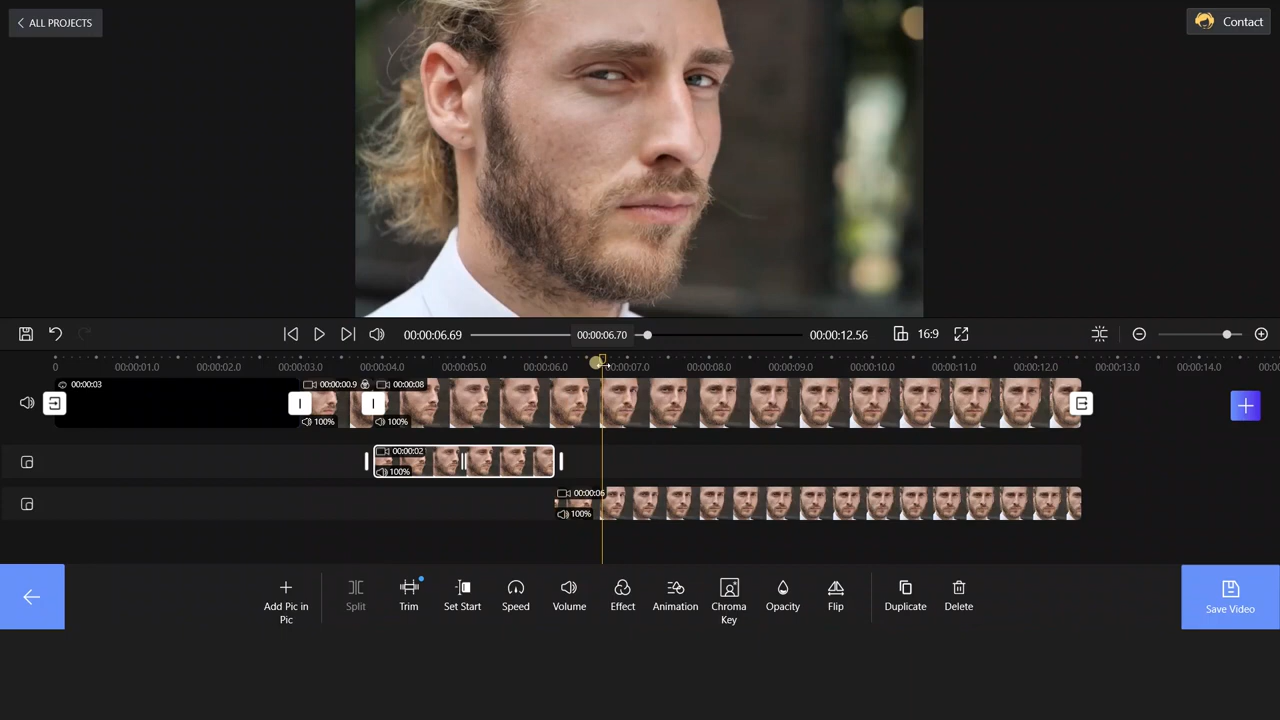 ALL PROJECTS
Contact
00:00:06.69
00:00:06.70
00:00:12.56
16:9
0 00:00:01.0 00:00:02.0 00:00:03.0 00:00:04.0 00:00:05.0 00:00:06.0 00:00:07.0 00:00:08.0 00:00:09.0 00:00:10.0 00:00:11.0 00:00:12.0 00:00:13.0 00:00:14.0
00:00:03
00:00:00.9
00:00:08
100%
100%
00:00:02
100%
00:00:06
100%
Add Pic in
Pic
Split
Trim
Set Start
Speed
Volume
Effect
Animation
Chroma
Key
Opacity
Flip
Duplicate
Delete
Save Video